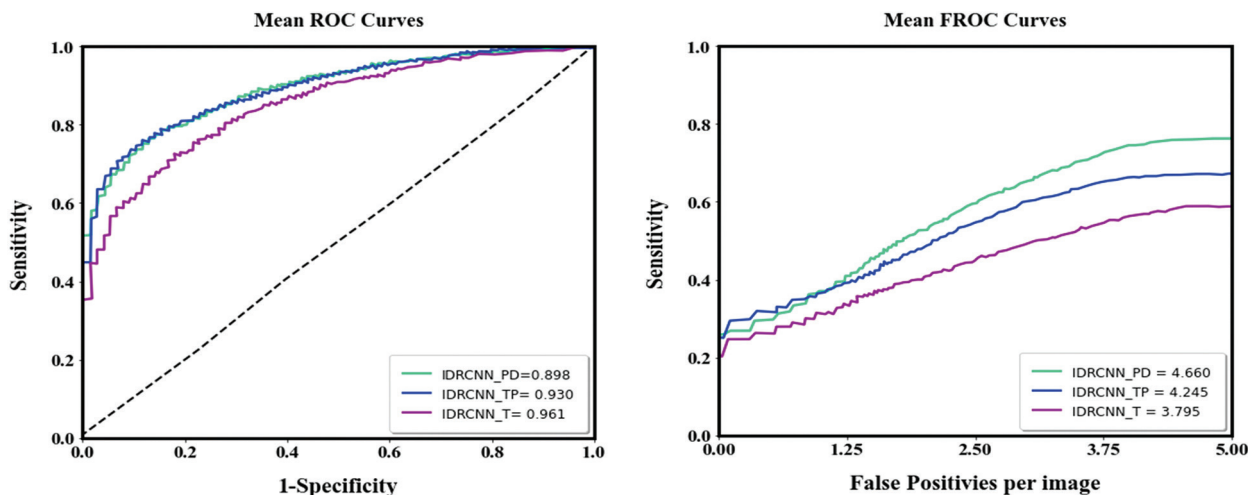 Mean ROC Curves
1.0
0.8
0.6
0.4
0.2
0.0
Sensitivity
IDRCNN_PD=0.898
IDRCNN_TP= 0.930
IDRCNN_T= 0.961
0.0 0.2 0.4 0.6 0.8 1.0
1-Specificity
Mean FROC Curves
1.0
0.8
0.6
0.4
0.2
0.0
Sensitivity
IDRCNN_PD = 4.660
IDRCNN_TP = 4.245
IDRCNN_T = 3.795
0.00 1.25 2.50 3.75 5.00
False Positivies per image